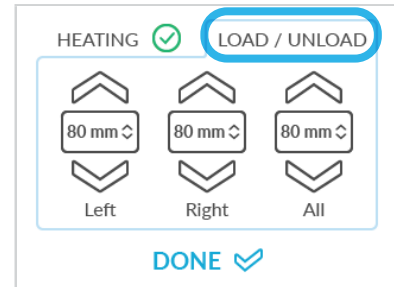 HEATING LOAD / UNLOAD
80 mm 80 mm 80 mm
Left Right All
DONE